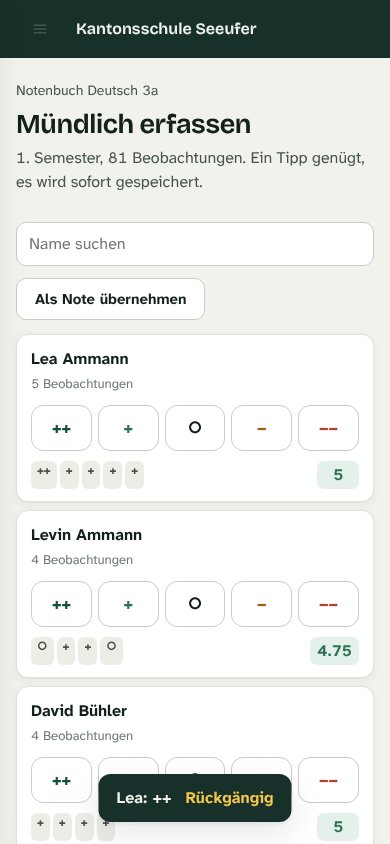 Kantonsschule Seeufer
Notenbuch Deutsch 3a
Mündlich erfassen
1. Semester, 81 Beobachtungen. Ein Tipp genügt,
es wird sofort gespeichert.
Name suchen
Als Note übernehmen
Lea Ammann
5 Beobachtungen
++ + O − −−
++ + + + + 5
Levin Ammann
4 Beobachtungen
++ + O − −−
O + + O 4.75
David Bühler
4 Beobachtungen
++ −−
Lea: ++ Rückgängig
+ + + + 5